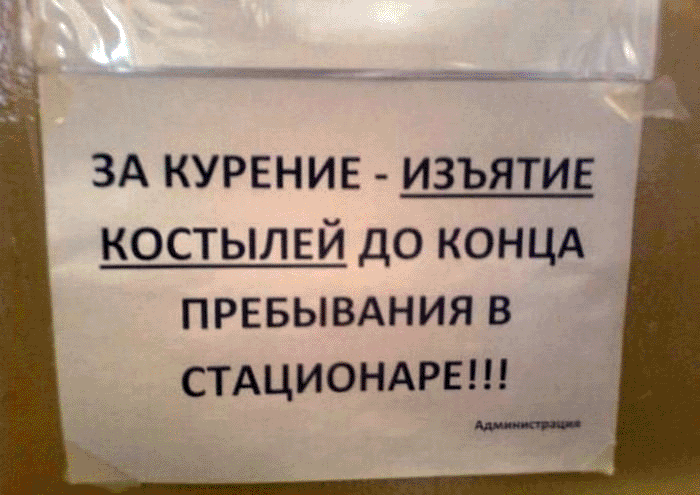 ЗА КУРЕНИЕ - ИЗЪЯТИЕ
КОСТЫЛЕЙ ДО КОНЦА
ПРЕБЫВАНИЯ В
СТАЦИОНАРЕ!!!
Администрация